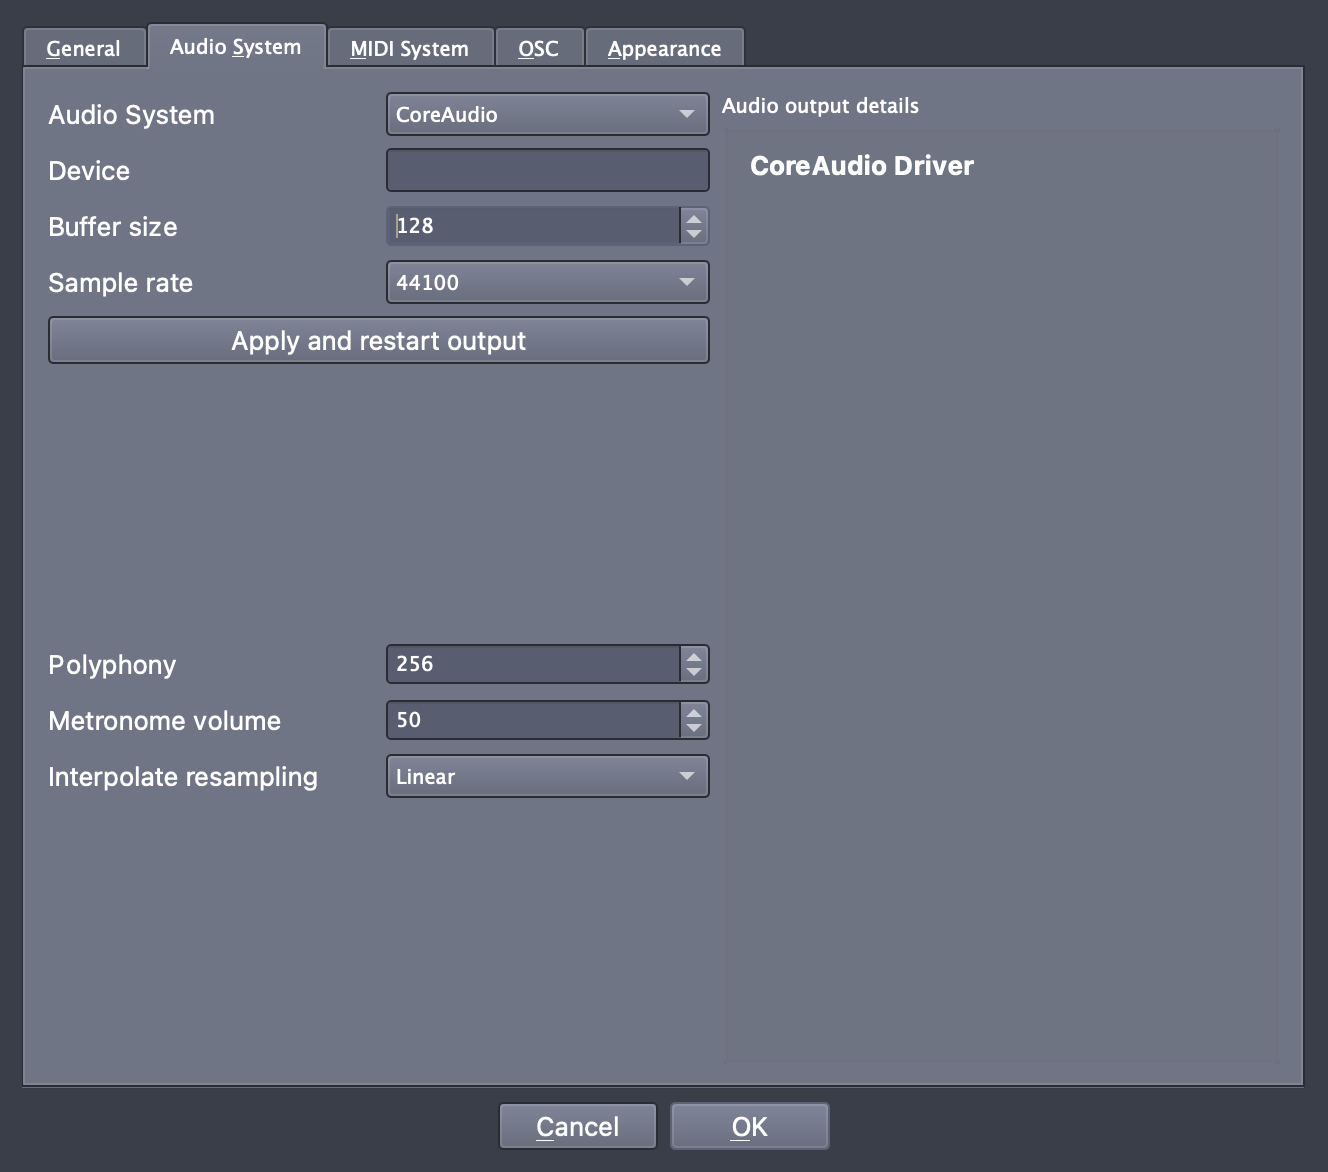 General
Audio System
MIDI System
OSC
Appearance
Audio System
CoreAudio
Device
Buffer size
128
Sample rate
44100
Apply and restart output
Polyphony
256
Metronome volume
50
Interpolate resampling
Linear
Audio output details
CoreAudio Driver
Cancel
OK